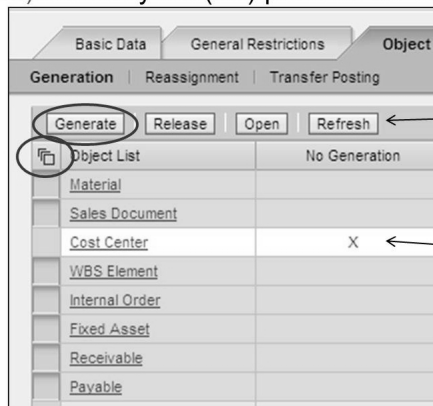 Basic Data General Restrictions Object
Generation | Reassignment | Transfer Posting
Generate Release Open Refresh
Object List No Generation
Material
Sales Document
Cost Center X
WBS Element
Internal Order
Fixed Asset
Receivable
Payable